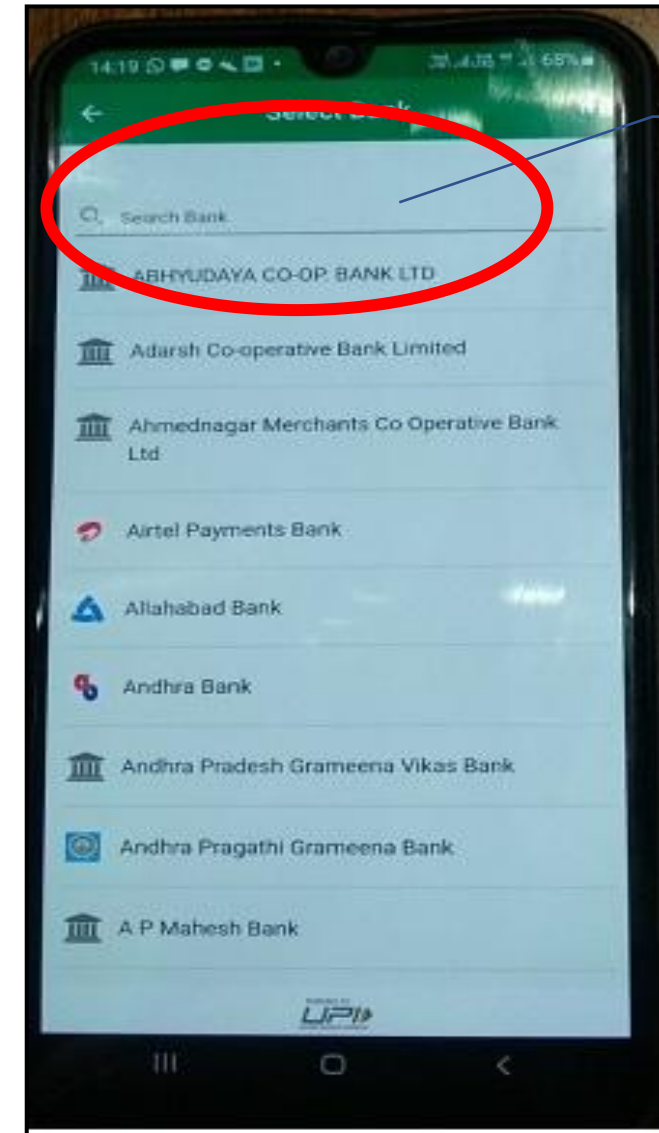 14:19
68%
Select Bank
Search Bank
ABHYUDAYA CO-OP. BANK LTD
Adarsh Co-operative Bank Limited
Ahmednagar Merchants Co Operative Bank
Ltd
Airtel Payments Bank
Allahabad Bank
Andhra Bank
Andhra Pradesh Grameena Vikas Bank
Andhra Pragathi Grameena Bank
A P Mahesh Bank
UPI